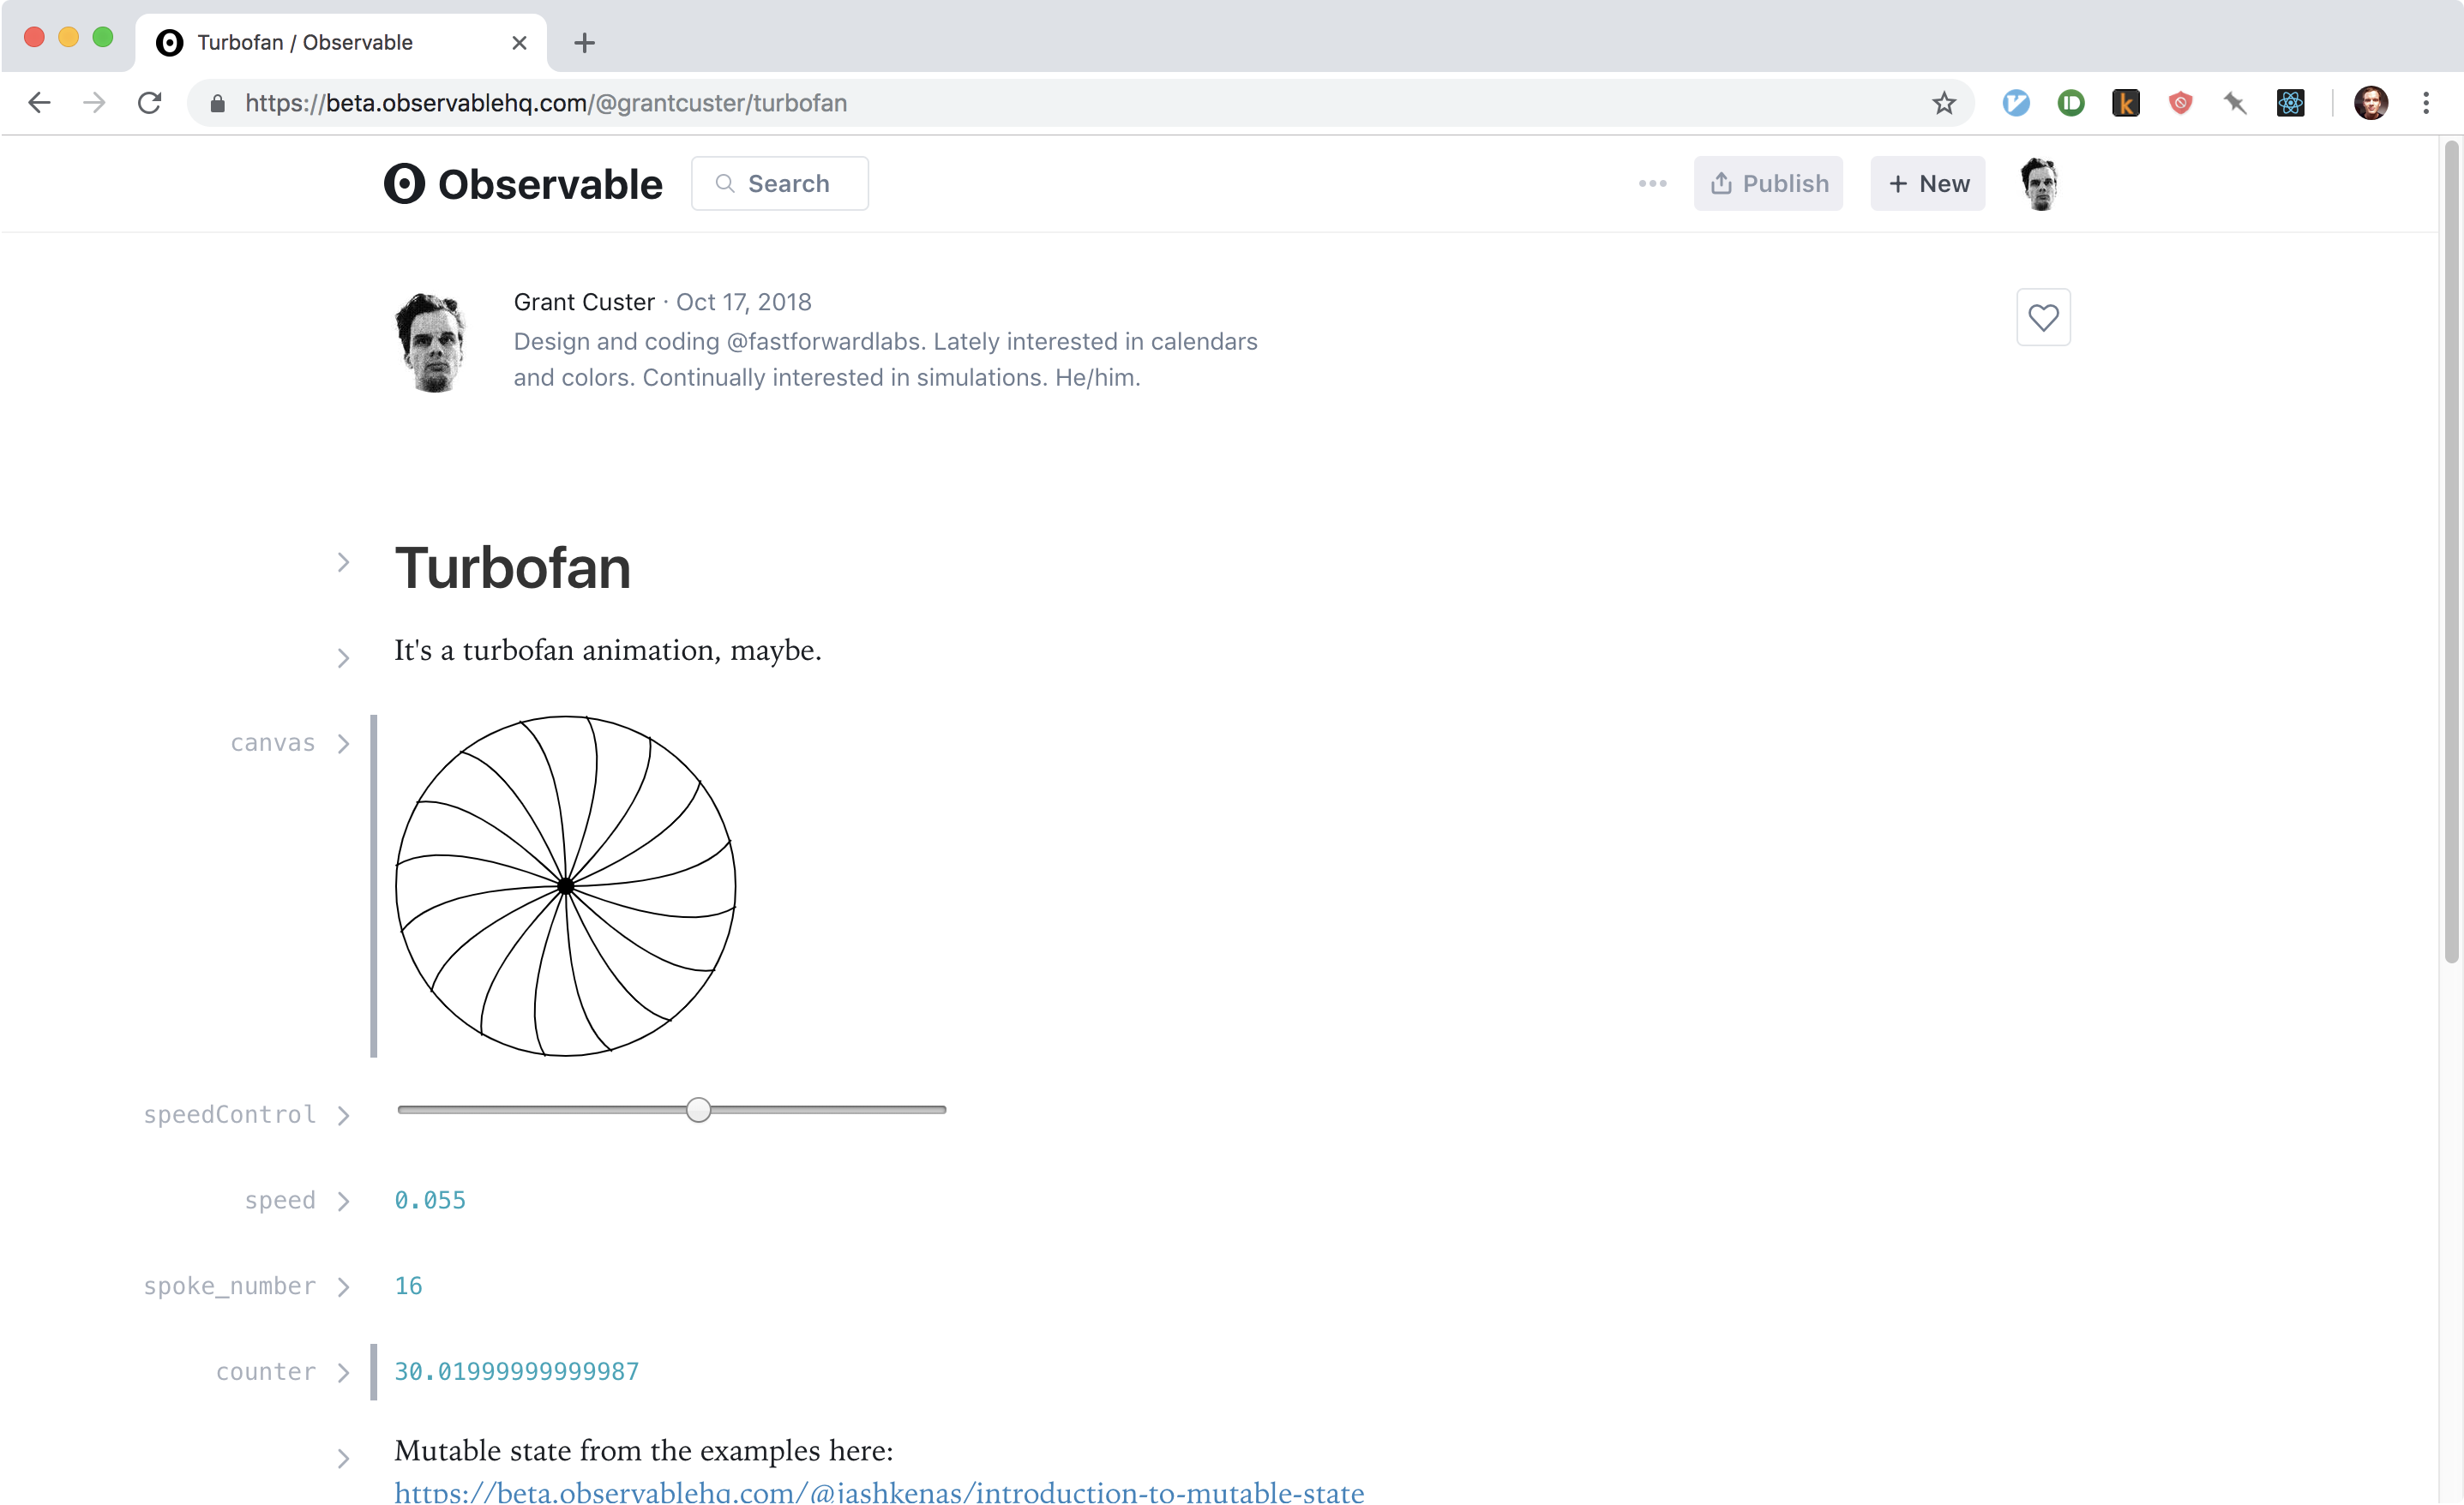 Turbofan / Observable
https://beta.observablehq.com/@grantcuster/turbofan
Observable
Search
Publish
+ New
Grant Custer · Oct 17, 2018
Design and coding @fastforwardlabs. Lately interested in calendars
and colors. Continually interested in simulations. He/him.
Turbofan
It's a turbofan animation, maybe.
canvas
speedControl
speed
0.055
spoke_number
16
counter
30.01999999999987
Mutable state from the examples here:
https://beta.observablehq.com/@jashkenas/introduction-to-mutable-state